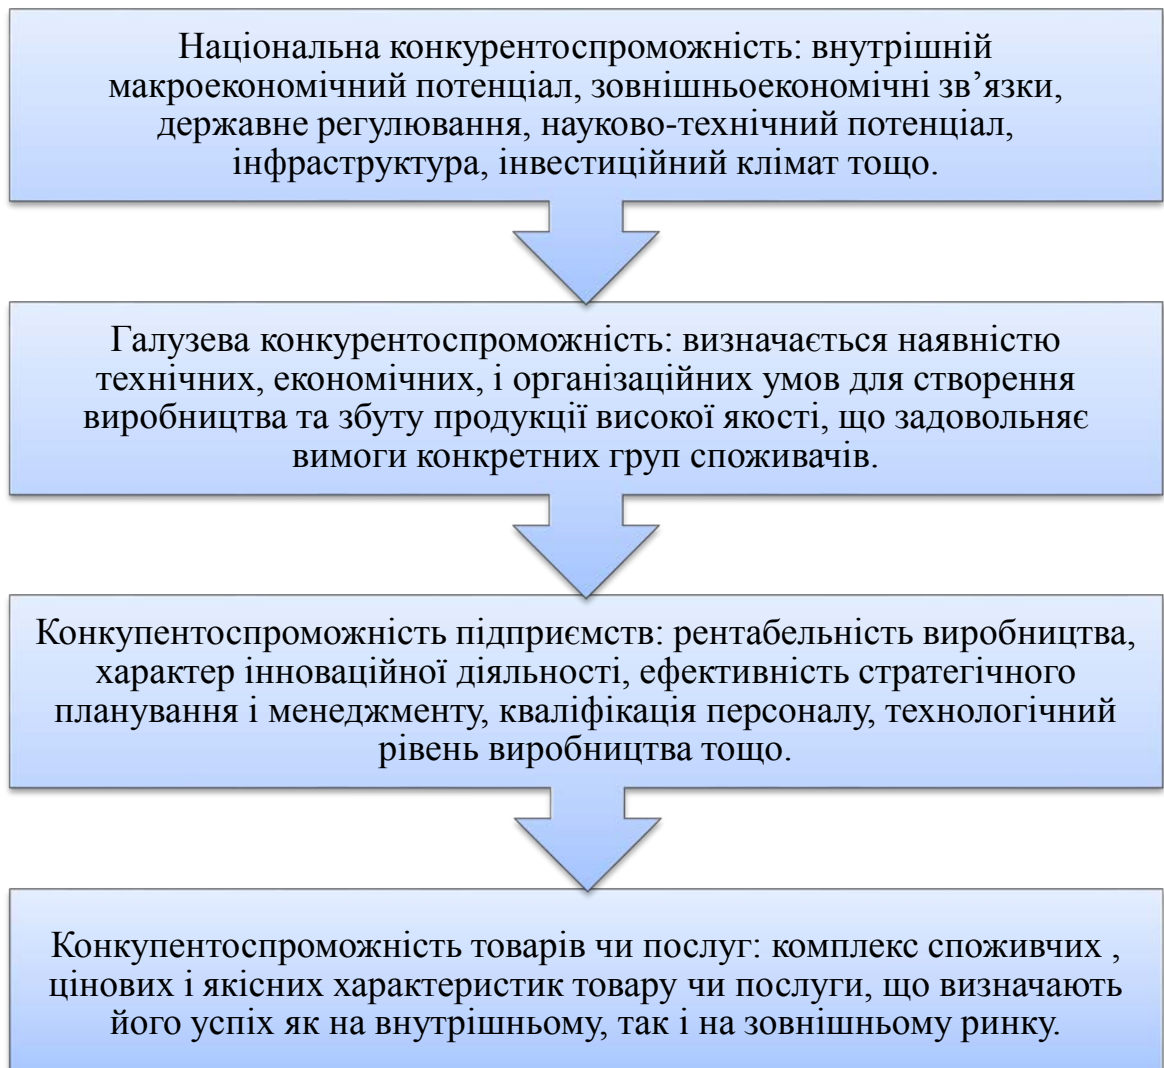 Національна конкурентоспроможність: внутрішній
макроекономічний потенціал, зовнішньоекономічні зв’язки,
державне регулювання, науково-технічний потенціал,
інфраструктура, інвестиційний клімат тощо.
Галузева конкурентоспроможність: визначається наявністю
технічних, економічних, і організаційних умов для створення
виробництва та збуту продукції високої якості, що задовольняє
вимоги конкретних груп споживачів.
Конкупентоспроможність підприємств: рентабельність виробництва,
характер інноваційної діяльності, ефективність стратегічного
планування і менеджменту, кваліфікація персоналу, технологічний
рівень виробництва тощо.
Конкупентоспроможність товарів чи послуг: комплекс споживчих ,
цінових і якісних характеристик товару чи послуги, що визначають
його успіх як на внутрішньому, так і на зовнішньому ринку.